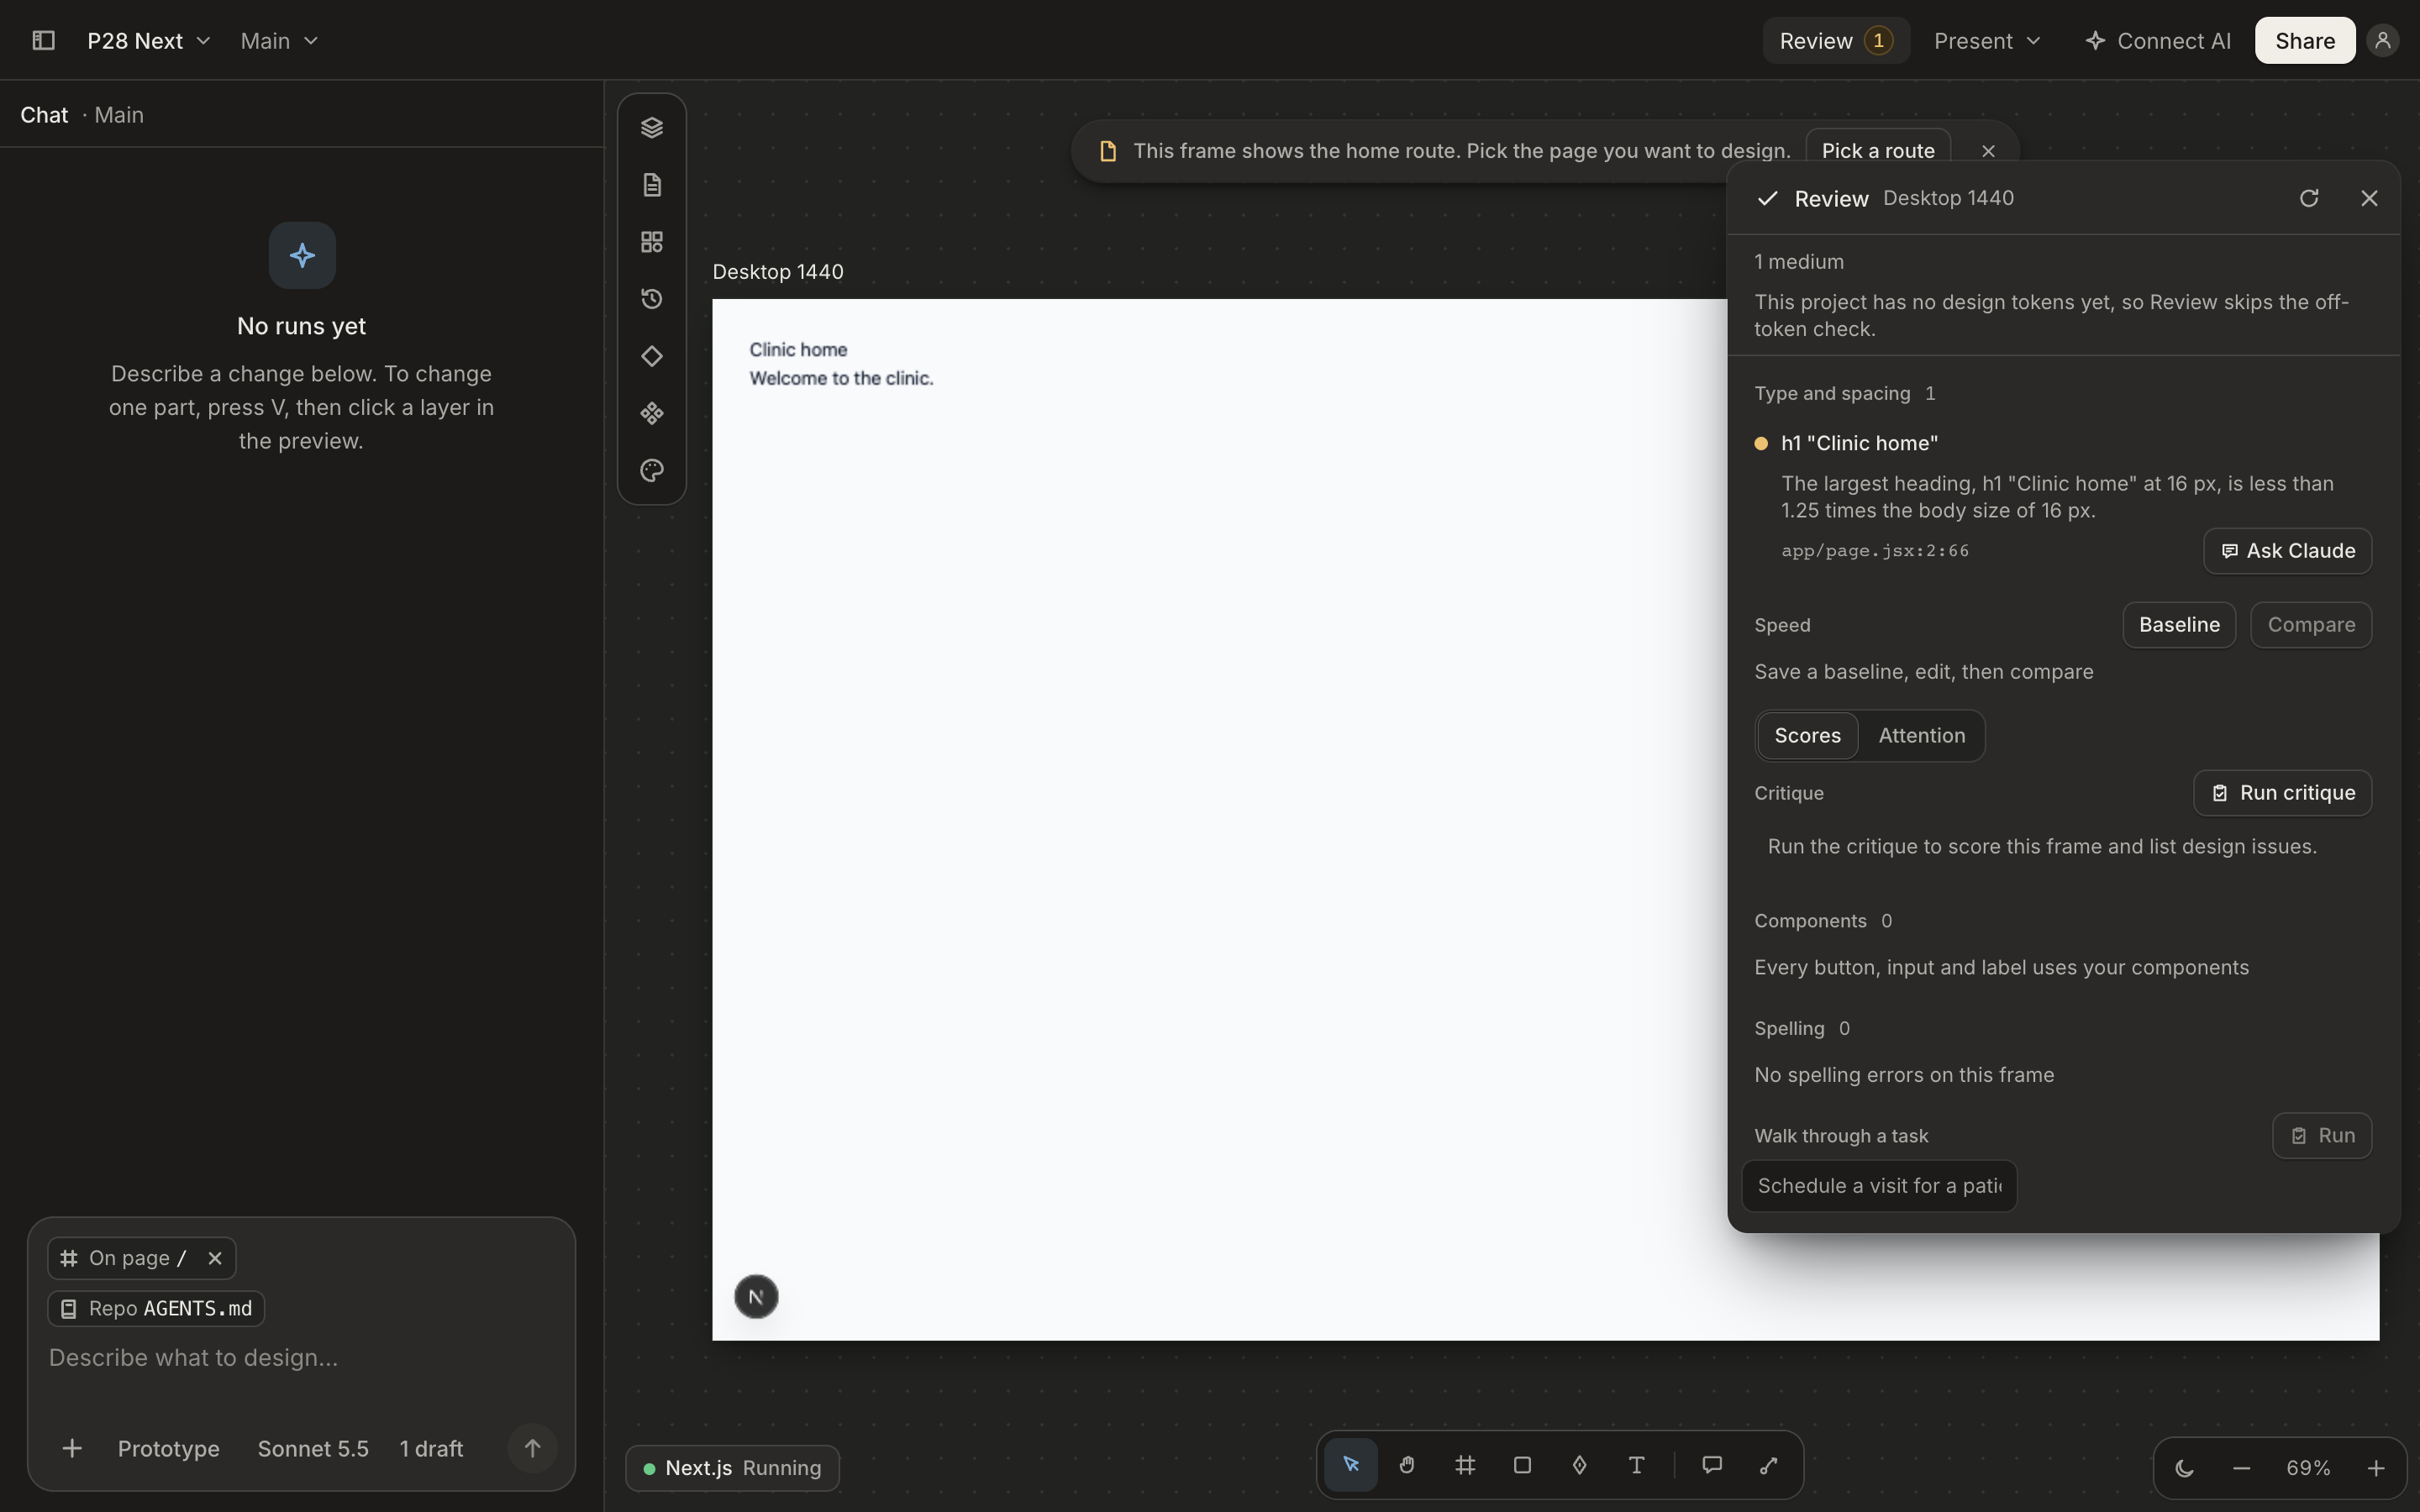 P28 Next
Main
Review 1
Present
Connect AI
Share
Chat · Main
No runs yet
Describe a change below. To change
one part, press V, then click a layer in
the preview.
On page /
Repo AGENTS.md
Describe what to design...
Prototype
Sonnet 5.5
1 draft
This frame shows the home route. Pick the page you want to design.
Pick a route
Desktop 1440
Clinic home
Welcome to the clinic.
N
Review Desktop 1440
1 medium
This project has no design tokens yet, so Review skips the off-
token check.
Type and spacing 1
h1 "Clinic home"
The largest heading, h1 "Clinic home" at 16 px, is less than
1.25 times the body size of 16 px.
app/page.jsx:2:66
Ask Claude
Speed
Baseline
Compare
Save a baseline, edit, then compare
Scores
Attention
Critique
Run critique
Run the critique to score this frame and list design issues.
Components 0
Every button, input and label uses your components
Spelling 0
No spelling errors on this frame
Walk through a task
Run
Schedule a visit for a
Next.js Running
69%